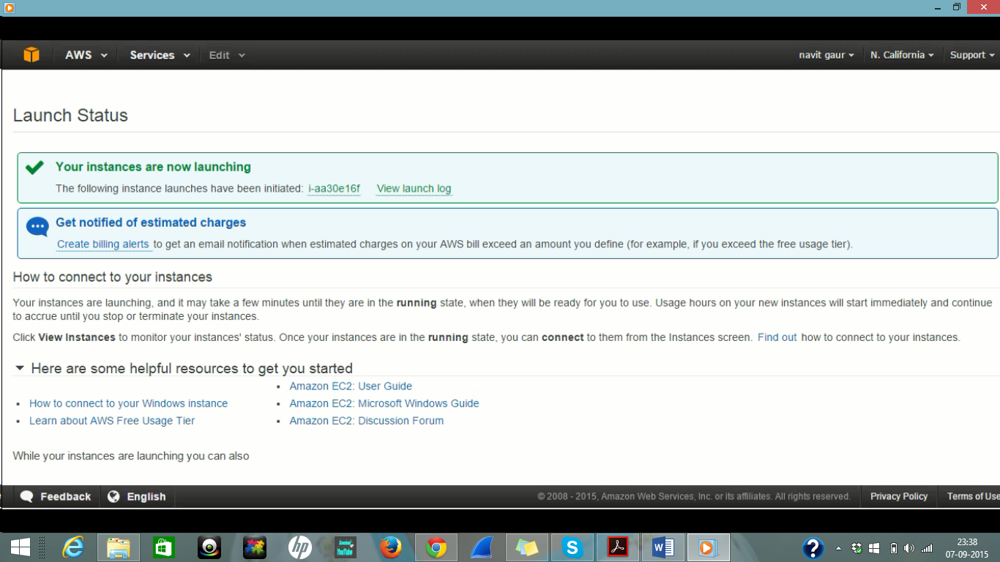 AWS Services Edit navit gaur N. California Support
Launch Status
Your instances are now launching
The following instance launches have been initiated: i-aa30e16f View launch log
Get notified of estimated charges
Create billing alerts to get an email notification when estimated charges on your AWS bill exceed an amount you define (for example, if you exceed the free usage tier).
How to connect to your instances
Your instances are launching, and it may take a few minutes until they are in the running state, when they will be ready for you to use. Usage hours on your new instances will start immediately and continue
to accrue until you stop or terminate your instances.
Click View Instances to monitor your instances' status. Once your instances are in the running state, you can connect to them from the Instances screen. Find out how to connect to your instances.
Here are some helpful resources to get you started
Amazon EC2: User Guide
How to connect to your Windows instance Amazon EC2: Microsoft Windows Guide
Learn about AWS Free Usage Tier Amazon EC2: Discussion Forum
While your instances are launching you can also
Feedback English © 2008 - 2015, Amazon Web Services, Inc. or its affiliates. All rights reserved. Privacy Policy Terms of Use
hp
23:38
07-09-2015